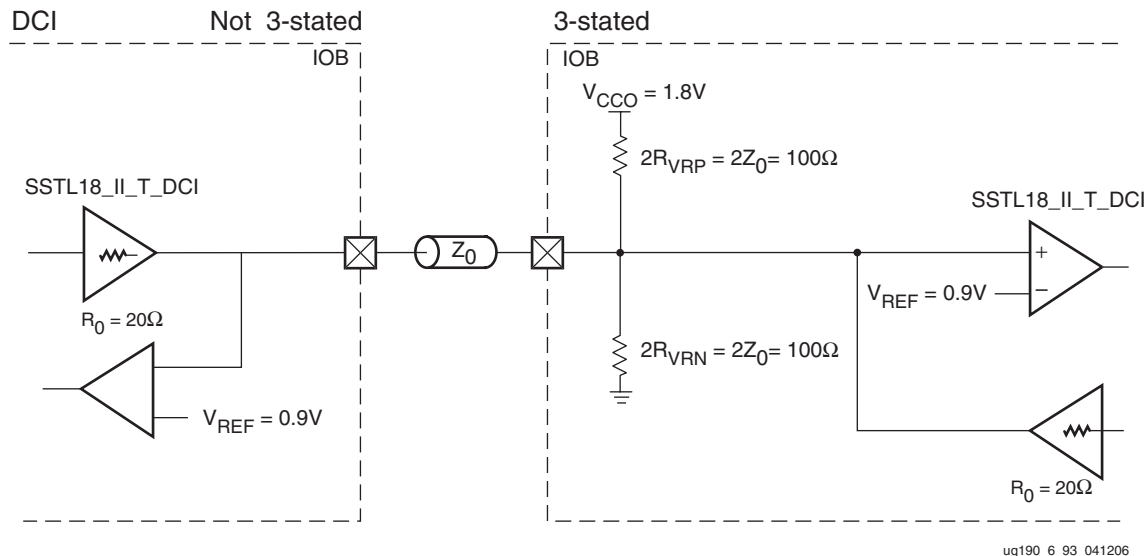 DCI Not 3-stated
IOB
SSTL18_II_T_DCI
R0 = 20Ω
VREF = 0.9V
Z0
3-stated
IOB
VCCO = 1.8V
2RVRP = 2Z0 = 100Ω
SSTL18_II_T_DCI
+
VREF = 0.9V
−
2RVRN = 2Z0= 100Ω
R0 = 20Ω
ug190_6_93_041206